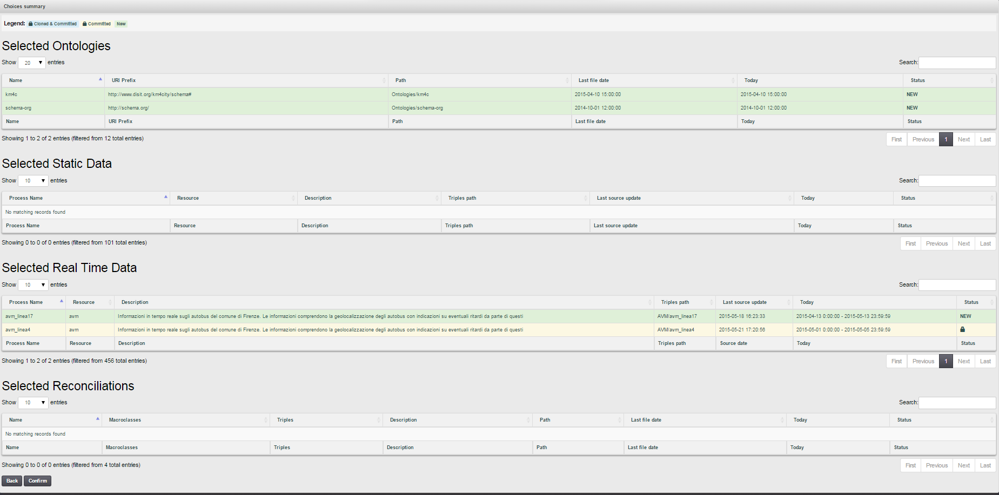 Choices summary
Legend: Cloned & Committed Committed New
Selected Ontologies
Show 20 entries Search:
Name URI Prefix Path Last file date Today Status
km4c http://www.disit.org/km4city/schema# Ontologies/km4c 2015-04-10 15:00:00 2015-04-10 15:00:00 NEW
schema-org http://schema.org/ Ontologies/schema-org 2014-10-01 12:00:00 2014-10-01 12:00:00 NEW
Name URI Prefix Path Last file date Today Status
Showing 1 to 2 of 2 entries (filtered from 12 total entries) First Previous 1 Next Last
Selected Static Data
Show 10 entries Search:
Process Name Resource Description Triples path Last source update Today Status
No matching records found
Process Name Resource Description Triples path Last source update Today Status
Showing 0 to 0 of 0 entries (filtered from 101 total entries) First Previous Next Last
Selected Real Time Data
Show 10 entries Search:
Process Name Resource Description Triples path Last source update Today Status
avm_linea17 avm Informazioni in tempo reale sugli autobus del comune di Firenze. Le informazioni comprendono la geolocalizzazione degli autobus con indicazioni su eventuali ritardi da parte di questi AVM/avm_linea17 2015-05-18 16:23:33 2015-04-13 0:00:00 - 2015-05-13 23:59:59 NEW
avm_linea4 avm Informazioni in tempo reale sugli autobus del comune di Firenze. Le informazioni comprendono la geolocalizzazione degli autobus con indicazioni su eventuali ritardi da parte di questi AVM/avm_linea4 2015-05-21 17:20:56 2015-05-01 0:00:00 - 2015-05-05 23:59:59
Process Name Resource Description Triples path Source date Today Status
Showing 1 to 2 of 2 entries (filtered from 456 total entries) First Previous 1 Next Last
Selected Reconciliations
Show 10 entries Search:
Name Macroclasses Triples Description Path Last file date Today Status
No matching records found
Name Macroclasses Triples Description Path Last file date Today Status
Showing 0 to 0 of 0 entries (filtered from 4 total entries) First Previous Next Last
Back Confirm